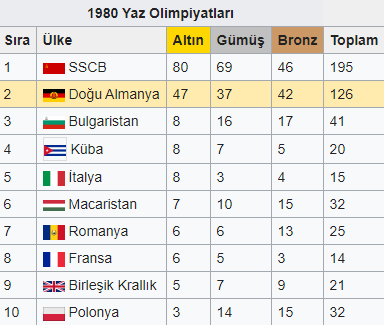 1980 Yaz Olimpiyatları
Sıra Ülke Altın Gümüş Bronz Toplam
1 SSCB 80 69 46 195
2 Doğu Almanya 47 37 42 126
3 Bulgaristan 8 16 17 41
4 Küba 8 7 5 20
5 İtalya 8 3 4 15
6 Macaristan 7 10 15 32
7 Romanya 6 6 13 25
8 Fransa 6 5 3 14
9 Birleşik Krallık 5 7 9 21
10 Polonya 3 14 15 32